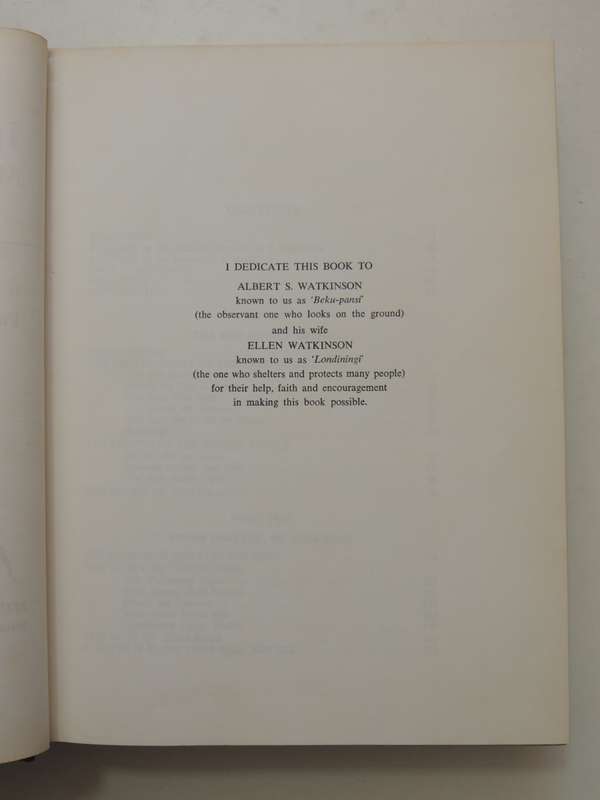 I DEDICATE THIS BOOK TO
ALBERT S. WATKINSON
known to us as 'Beku-pansi'
(the observant one who looks on the ground)
and his wife
ELLEN WATKINSON
known to us as 'Londiningi'
(the one who shelters and protects many people)
for their help, faith and encouragement
in making this book possible.